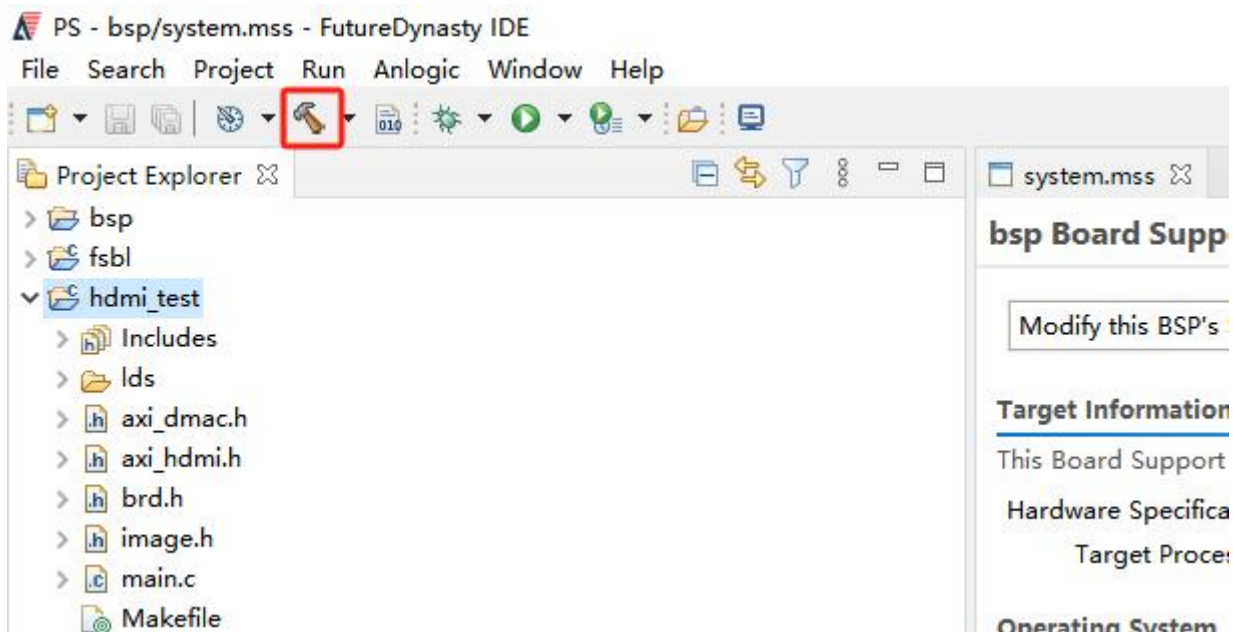 PS - bsp/system.mss - FutureDynasty IDE
File Search Project Run Anlogic Window Help
010
Project Explorer
bsp
fsbl
hdmi_test
Includes
lds
axi_dmac.h
axi_hdmi.h
brd.h
image.h
main.c
Makefile
system.mss
bsp Board Supp
Modify this BSP's
Target Information
This Board Support
Hardware Specifica
Target Proce
Operating System